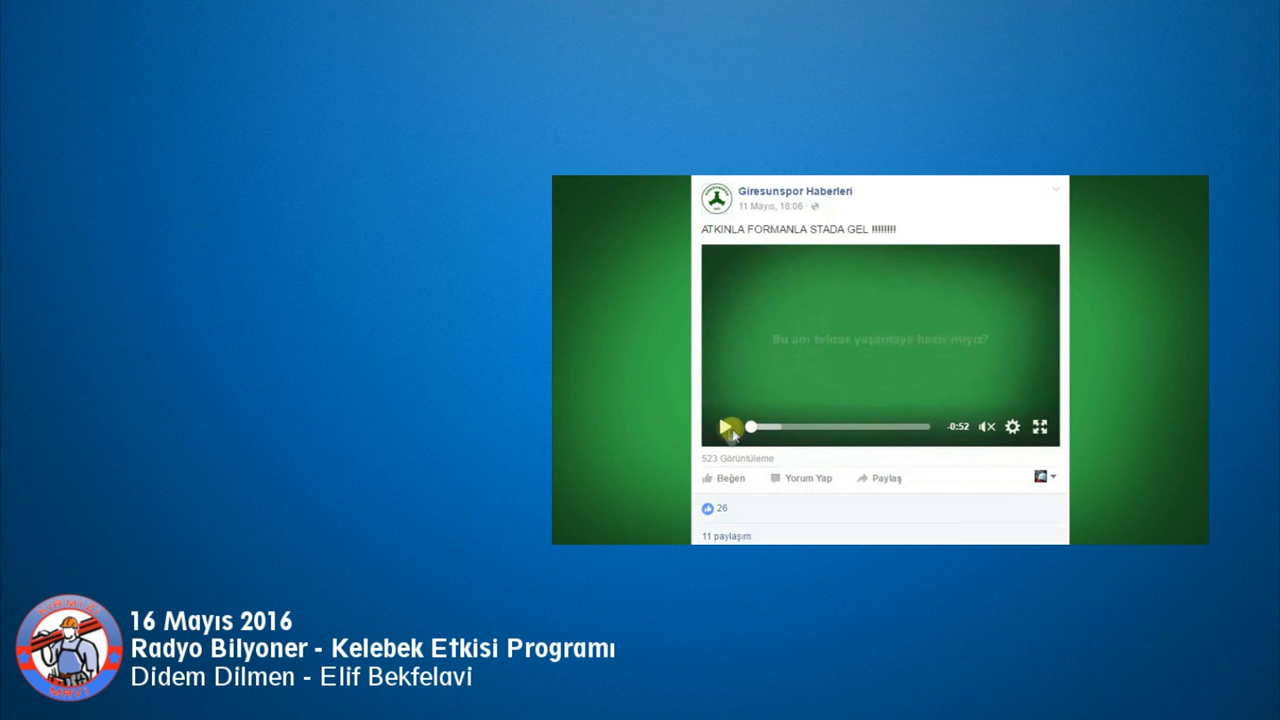 Giresunspor Haberleri
11 Mayıs, 18:06 ·
ATKINLA FORMANLA STADA GEL !!!!!!!!!
Bu anı tekrar yaşamaya hazır mıyız?
-0:52
523 Görüntüleme
Beğen Yorum Yap Paylaş
26
11 paylaşım
KIRMIZI
MAVİ
16 Mayıs 2016
Radyo Bilyoner - Kelebek Etkisi Programı
Didem Dilmen - Elif Bekfelavi